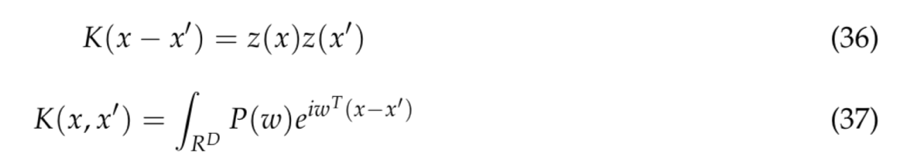 K(x − x′) = z(x)z(x′) (36)
K(x, x′) = ∫_{R^D} P(w)e^{iw^T(x−x′)} (37)